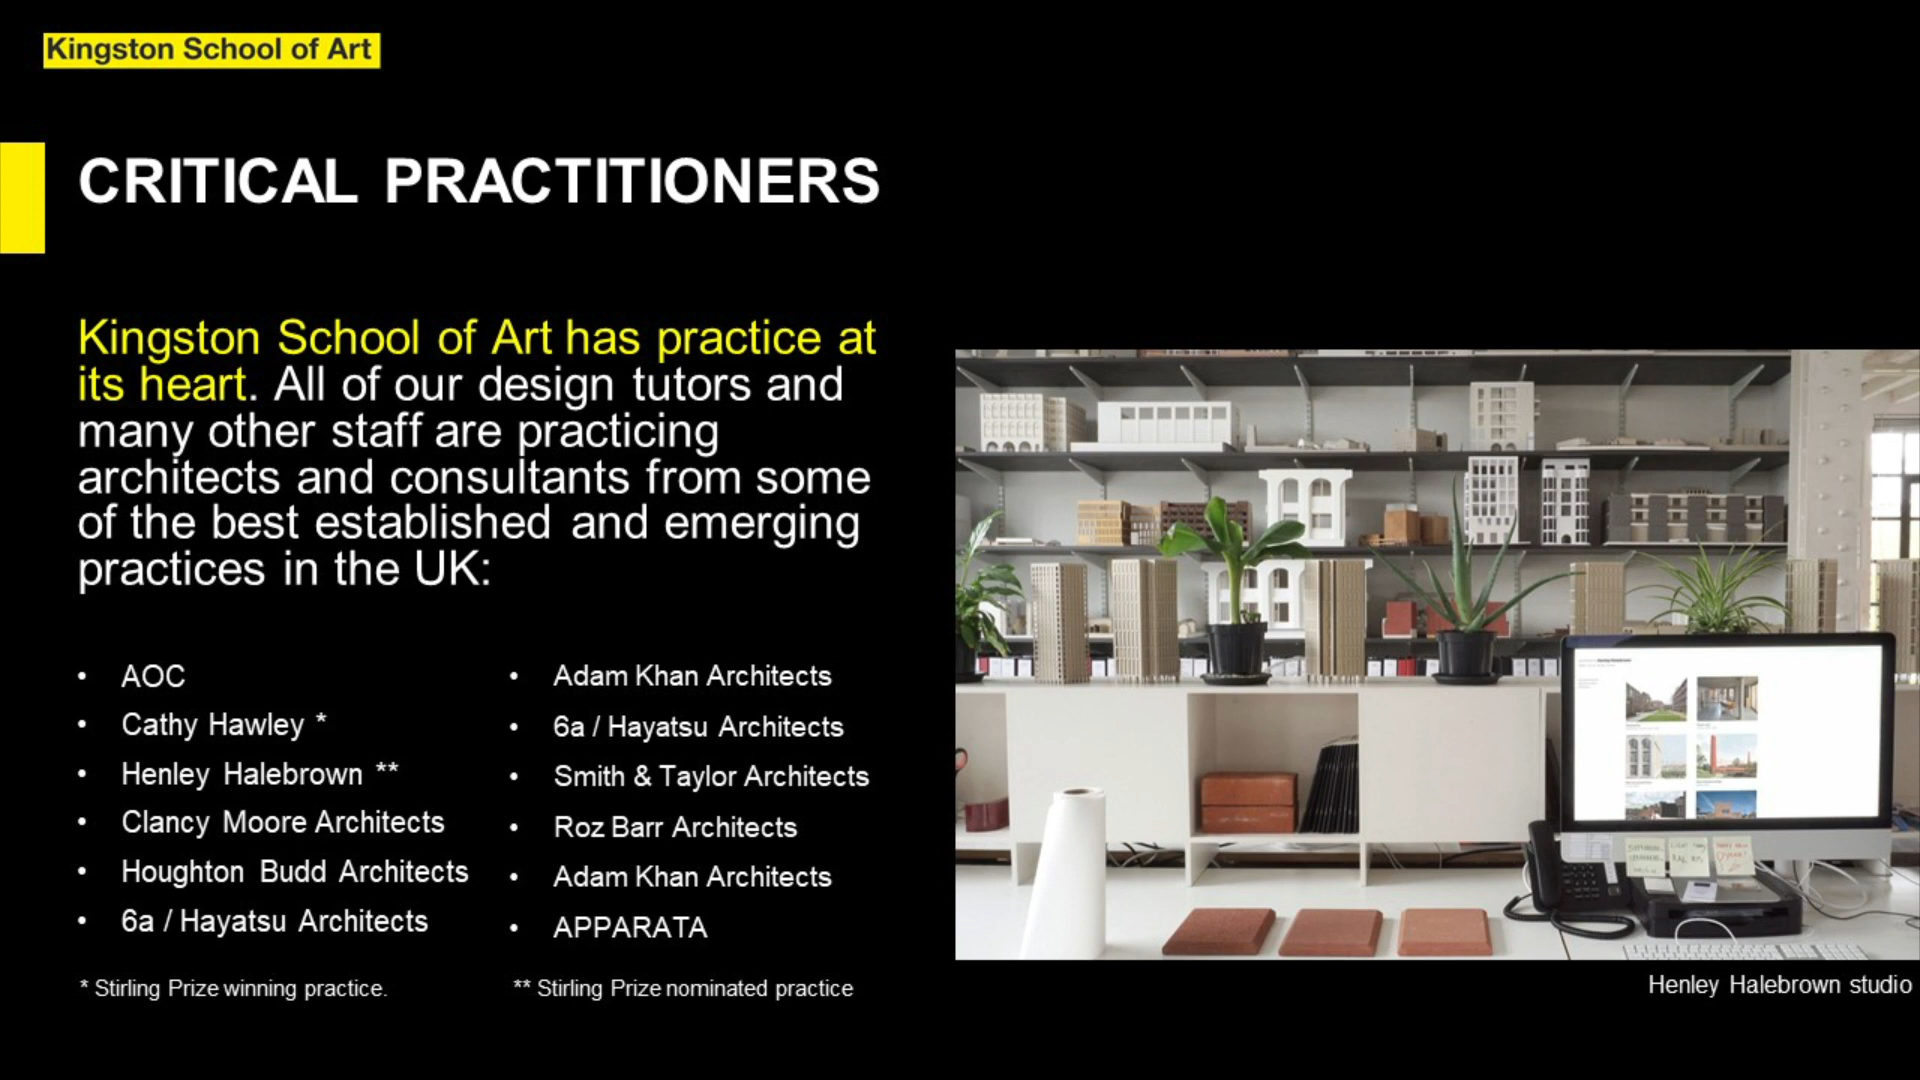 Kingston School of Art
CRITICAL PRACTITIONERS
Kingston School of Art has practice at
its heart. All of our design tutors and
many other staff are practicing
architects and consultants from some
of the best established and emerging
practices in the UK:
• AOC
• Cathy Hawley *
• Henley Halebrown **
• Clancy Moore Architects
• Houghton Budd Architects
• 6a / Hayatsu Architects
* Stirling Prize winning practice.
• Adam Khan Architects
• 6a / Hayatsu Architects
• Smith & Taylor Architects
• Roz Barr Architects
• Adam Khan Architects
• APPARATA
** Stirling Prize nominated practice
Henley Halebrown studio